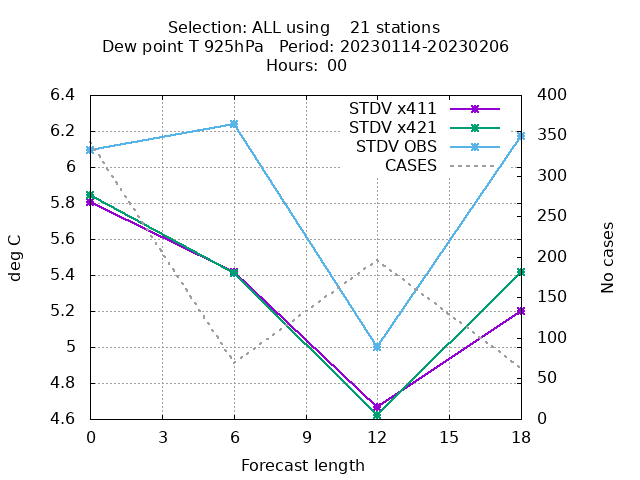 Selection: ALL using    21 stations
Dew point T 925hPa   Period: 20230114-20230206
Hours:  00
STDV x411
STDV x421
STDV OBS
CASES
6.4
6.2
6
5.8
5.6
5.4
5.2
5
4.8
4.6
deg C
400
350
300
250
200
150
100
50
0
No cases
0 3 6 9 12 15 18
Forecast length